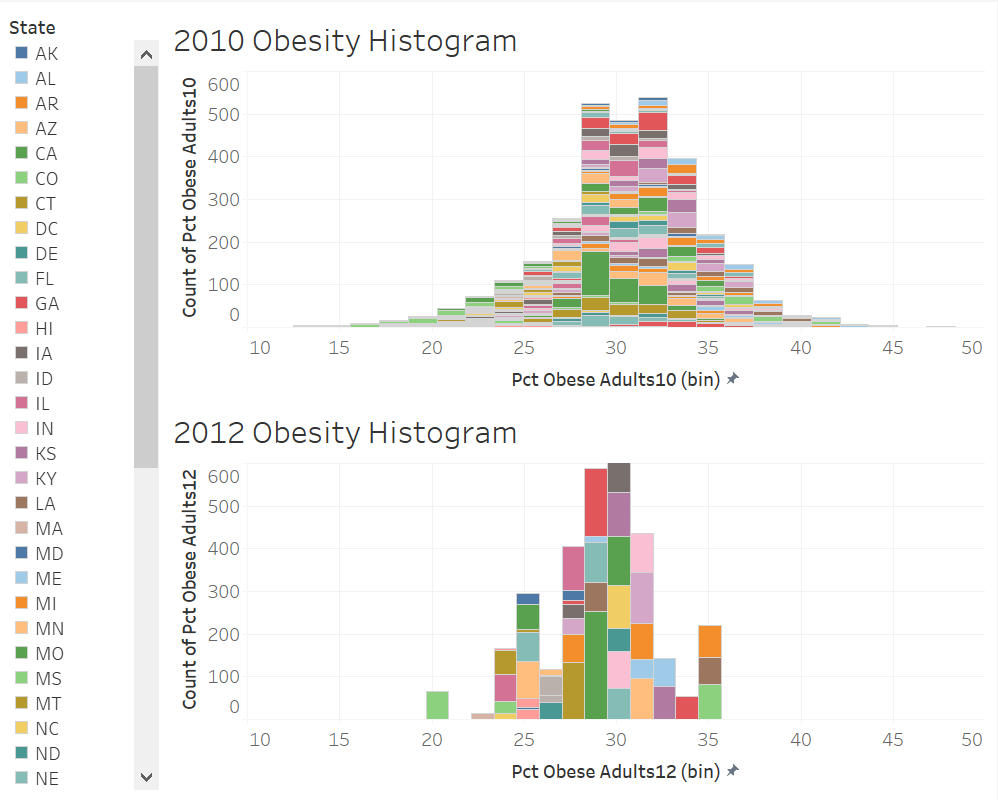 State
AK
AL
AR
AZ
CA
CO
CT
DC
DE
FL
GA
HI
IA
ID
IL
IN
KS
KY
LA
MA
MD
ME
MI
MN
MO
MS
MT
NC
ND
NE
2010 Obesity Histogram
Count of Pct Obese Adults10
600
500
400
300
200
100
0
10 15 20 25 30 35 40 45 50
Pct Obese Adults10 (bin)
2012 Obesity Histogram
Count of Pct Obese Adults12
600
500
400
300
200
100
0
10 15 20 25 30 35 40 45 50
Pct Obese Adults12 (bin)